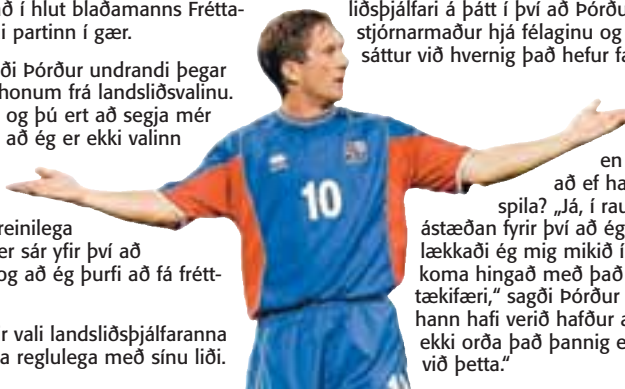 ð í hlut blaðamanns Frétta-
i partinn í gær.
ði Þórður undrandi þegar
honum frá landsliðsvalinu.
og þú ert að segja mér
að ég er ekki valinn
reinilega
er sár yfir því að
og að ég þurfi að fá frétt-
r vali landsliðsþjálfaranna
a reglulega með sínu liði.
10
liðsþjálfari á þátt í því að Þórðu
stjórnarmaður hjá félaginu og
sáttur við hvernig það hefur fa
en
að ef ha
spila? „Já, í rau
ástæðan fyrir því að ég
lækkaði ég mig mikið í
koma hingað með það
tækifæri,“ sagði Þórður
hann hafi verið hafður a
ekki orða það þannig e
við þetta.“